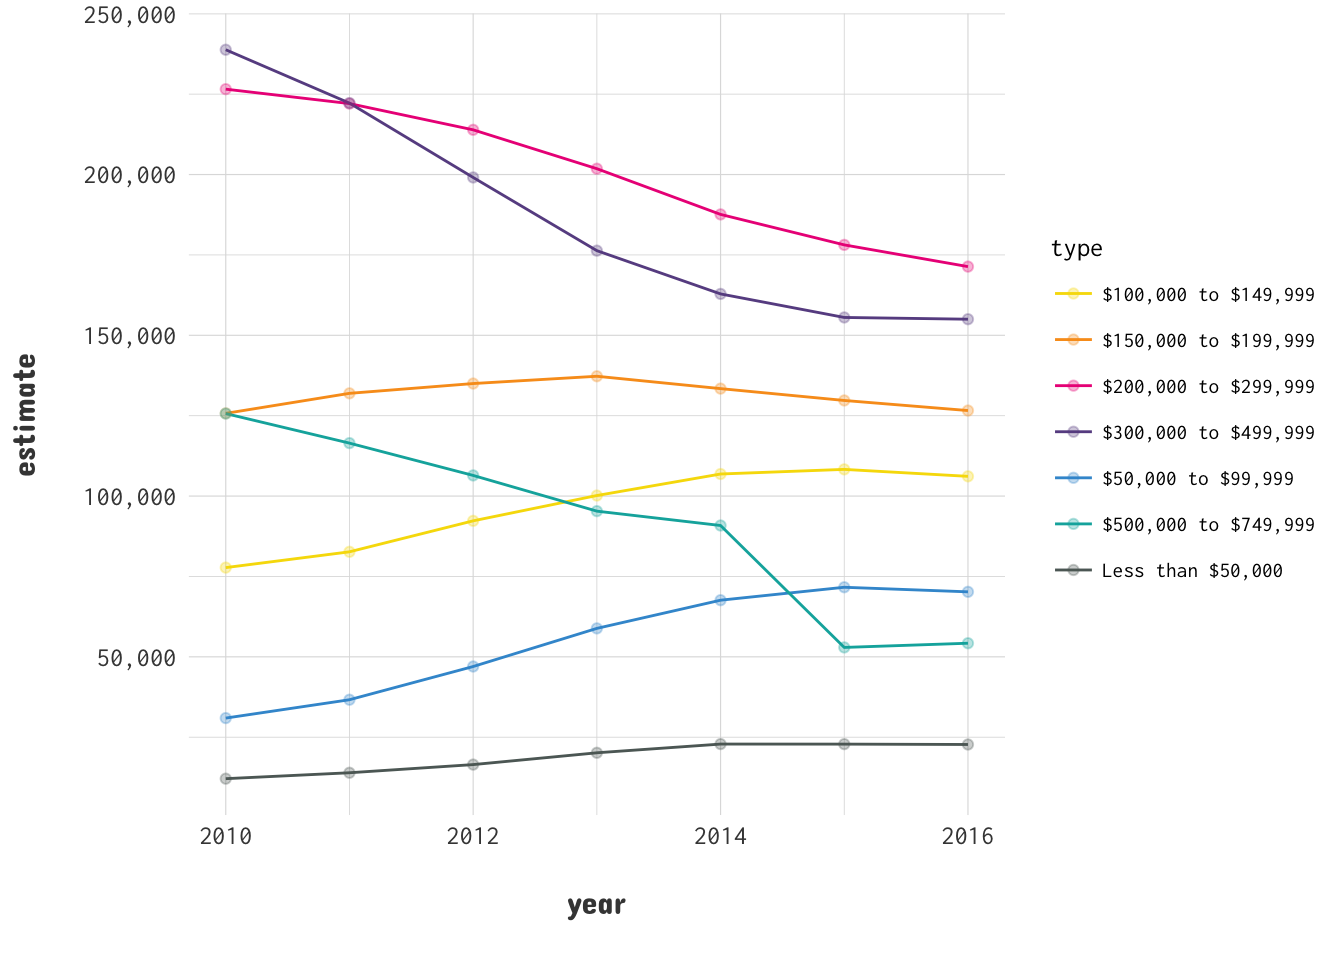 250,000
200,000
150,000
100,000
50,000
estimate
2010
2012
2014
2016
year
type
$100,000 to $149,999
$150,000 to $199,999
$200,000 to $299,999
$300,000 to $499,999
$50,000 to $99,999
$500,000 to $749,999
Less than $50,000